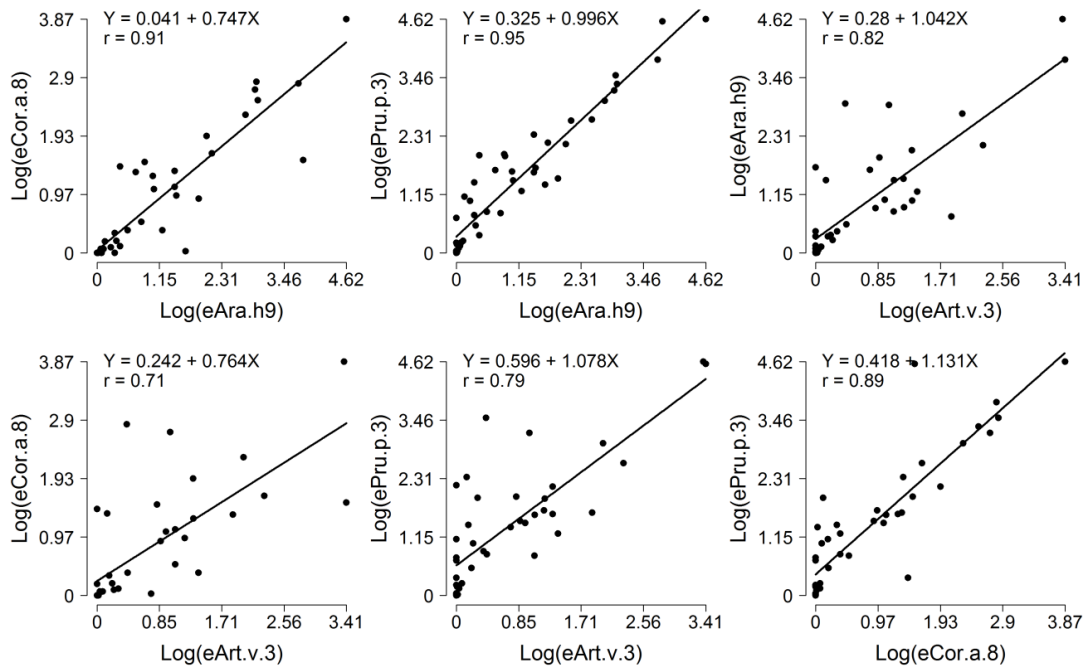 Y = 0.041 + 0.747X
r = 0.91
3.87
2.9
1.93
0.97
0
Log(eCor.a.8)
0
1.15
2.31
3.46
4.62
Log(eAra.h9)
Y = 0.325 + 0.996X
r = 0.95
4.62
3.46
2.31
1.15
0
Log(ePru.p.3)
0
1.15
2.31
3.46
4.62
Log(eAra.h9)
Y = 0.28 + 1.042X
r = 0.82
4.62
3.46
2.31
1.15
0
Log(eAra.h9)
0
0.85
1.71
2.56
3.41
Log(eArt.v.3)
Y = 0.242 + 0.764X
r = 0.71
3.87
2.9
1.93
0.97
0
Log(eCor.a.8)
0
0.85
1.71
2.56
3.41
Log(eArt.v.3)
Y = 0.596 + 1.078X
r = 0.79
4.62
3.46
2.31
1.15
0
Log(ePru.p.3)
0
0.85
1.71
2.56
3.41
Log(eArt.v.3)
Y = 0.418 + 1.131X
r = 0.89
4.62
3.46
2.31
1.15
0
Log(ePru.p.3)
0
0.97
1.93
2.9
3.87
Log(eCor.a.8)